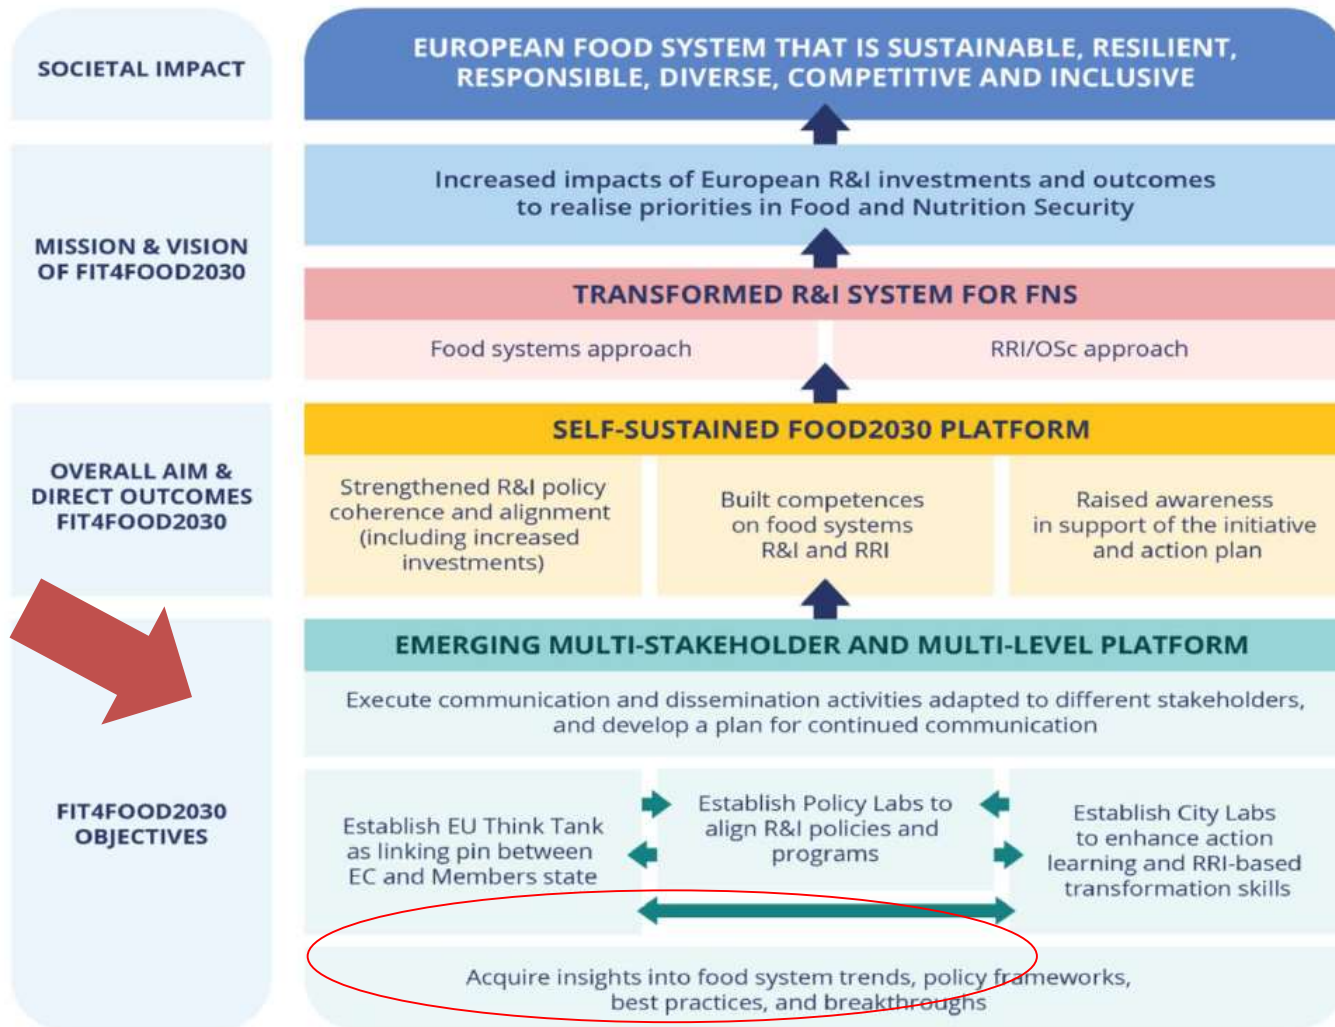 SOCIETAL IMPACT
EUROPEAN FOOD SYSTEM THAT IS SUSTAINABLE, RESILIENT,
RESPONSIBLE, DIVERSE, COMPETITIVE AND INCLUSIVE
MISSION & VISION
OF FIT4FOOD2030
Increased impacts of European R&I investments and outcomes
to realise priorities in Food and Nutrition Security
TRANSFORMED R&I SYSTEM FOR FNS
Food systems approach
RRI/OSc approach
OVERALL AIM &
DIRECT OUTCOMES
FIT4FOOD2030
SELF-SUSTAINED FOOD2030 PLATFORM
Strengthened R&I policy
coherence and alignment
(including increased
investments)
Built competences
on food systems
R&I and RRI
Raised awareness
in support of the initiative
and action plan
FIT4FOOD2030
OBJECTIVES
EMERGING MULTI-STAKEHOLDER AND MULTI-LEVEL PLATFORM
Execute communication and dissemination activities adapted to different stakeholders,
and develop a plan for continued communication
Establish EU Think Tank
as linking pin between
EC and Members state
Establish Policy Labs to
align R&I policies and
programs
Establish City Labs
to enhance action
learning and RRI-based
transformation skills
Acquire insights into food system trends, policy frameworks,
best practices, and breakthroughs